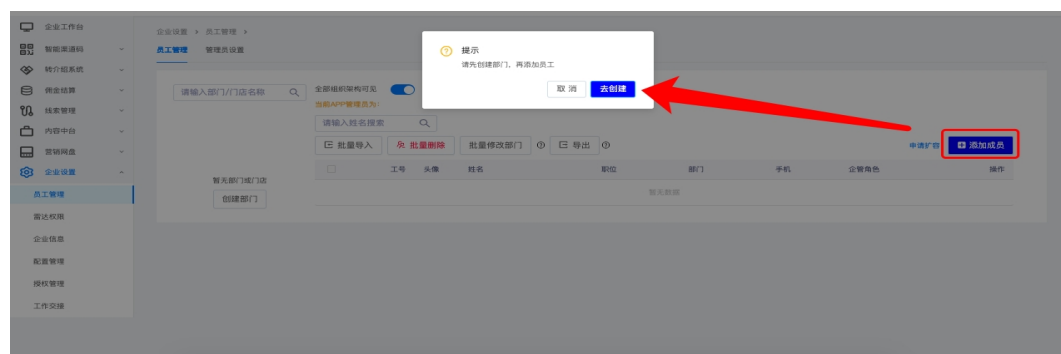 企业工作台
智能渠道码
转介绍系统
佣金结算
线索管理
内容中台
营销网盘
企业设置
员工管理
雷达权限
企业信息
配置管理
授权管理
工作交接
企业设置 > 员工管理 >
员工管理 管理员设置
请输入部门/门店名称
全部组织架构可见
当前APP管理员为:
请输入姓名搜索
批量导入 批量删除 批量修改部门 导出
申请扩容 添加成员
工号 头像 姓名 职位 部门 手机 企管角色 操作
暂无数据
暂无部门或门店
创建部门
提示
请先创建部门，再添加员工
取 消 去创建